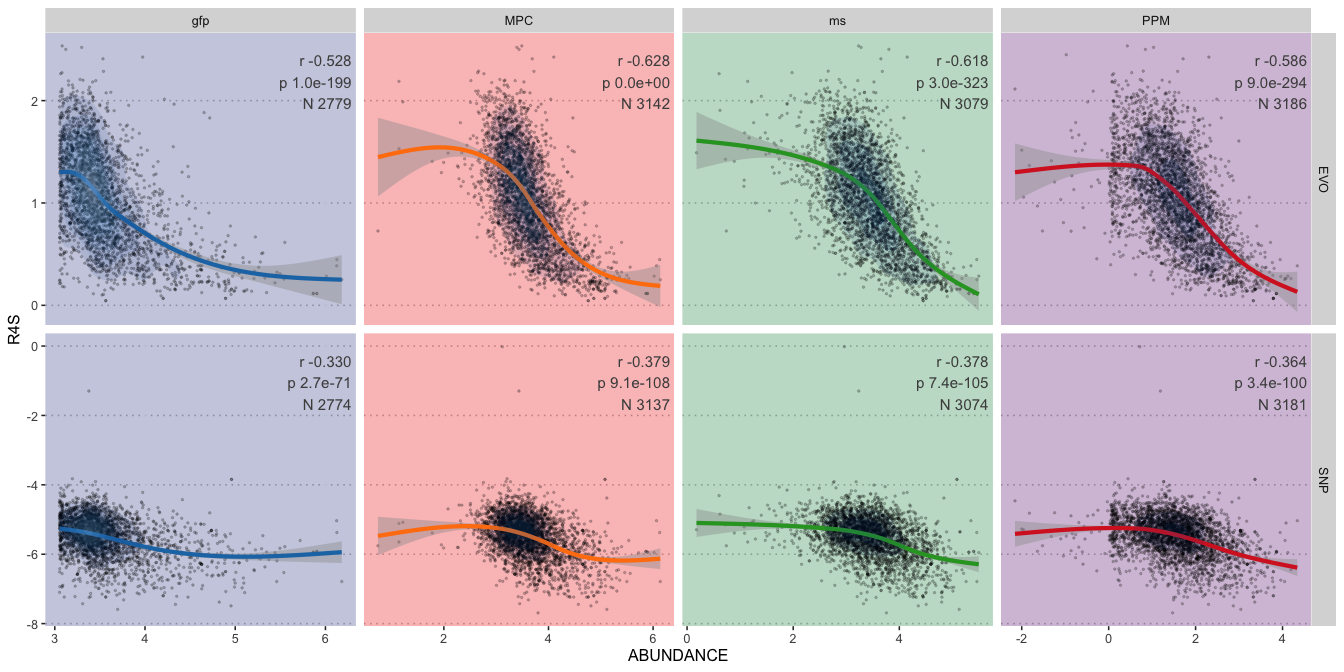 gfp MPC ms PPM
r -0.528 r -0.628 r -0.618 r -0.586
p 1.0e-199 p 0.0e+00 p 3.0e-323 p 9.0e-294
N 2779 N 3142 N 3079 N 3186
2
1
0
EVO
R4S
r -0.330 r -0.379 r -0.378 r -0.364
p 2.7e-71 p 9.1e-108 p 7.4e-105 p 3.4e-100
N 2774 N 3137 N 3074 N 3181
0
-2
-4
-6
-8
SNP
3 4 5 6 2 4 6 0 2 4 -2 0 2 4
ABUNDANCE